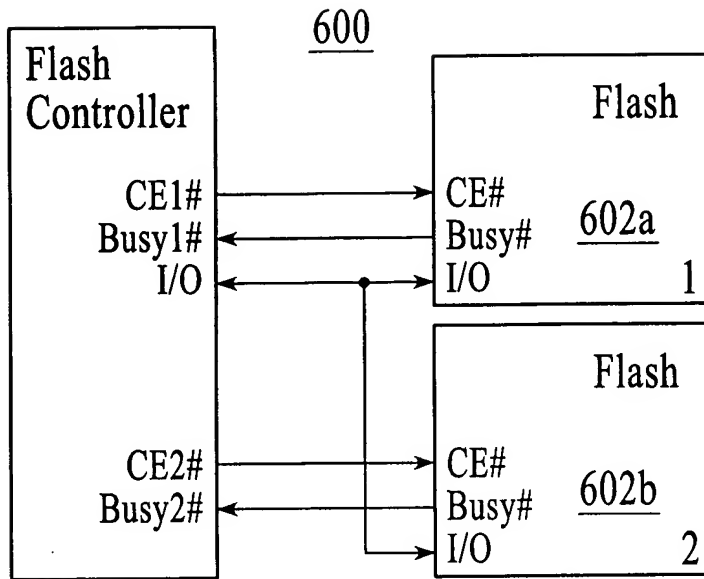 600
Flash
Controller
CE1#
Busy1#
I/O
CE2#
Busy2#
Flash
CE#
602a
Busy#
I/O
1
Flash
CE#
602b
Busy#
I/O
2